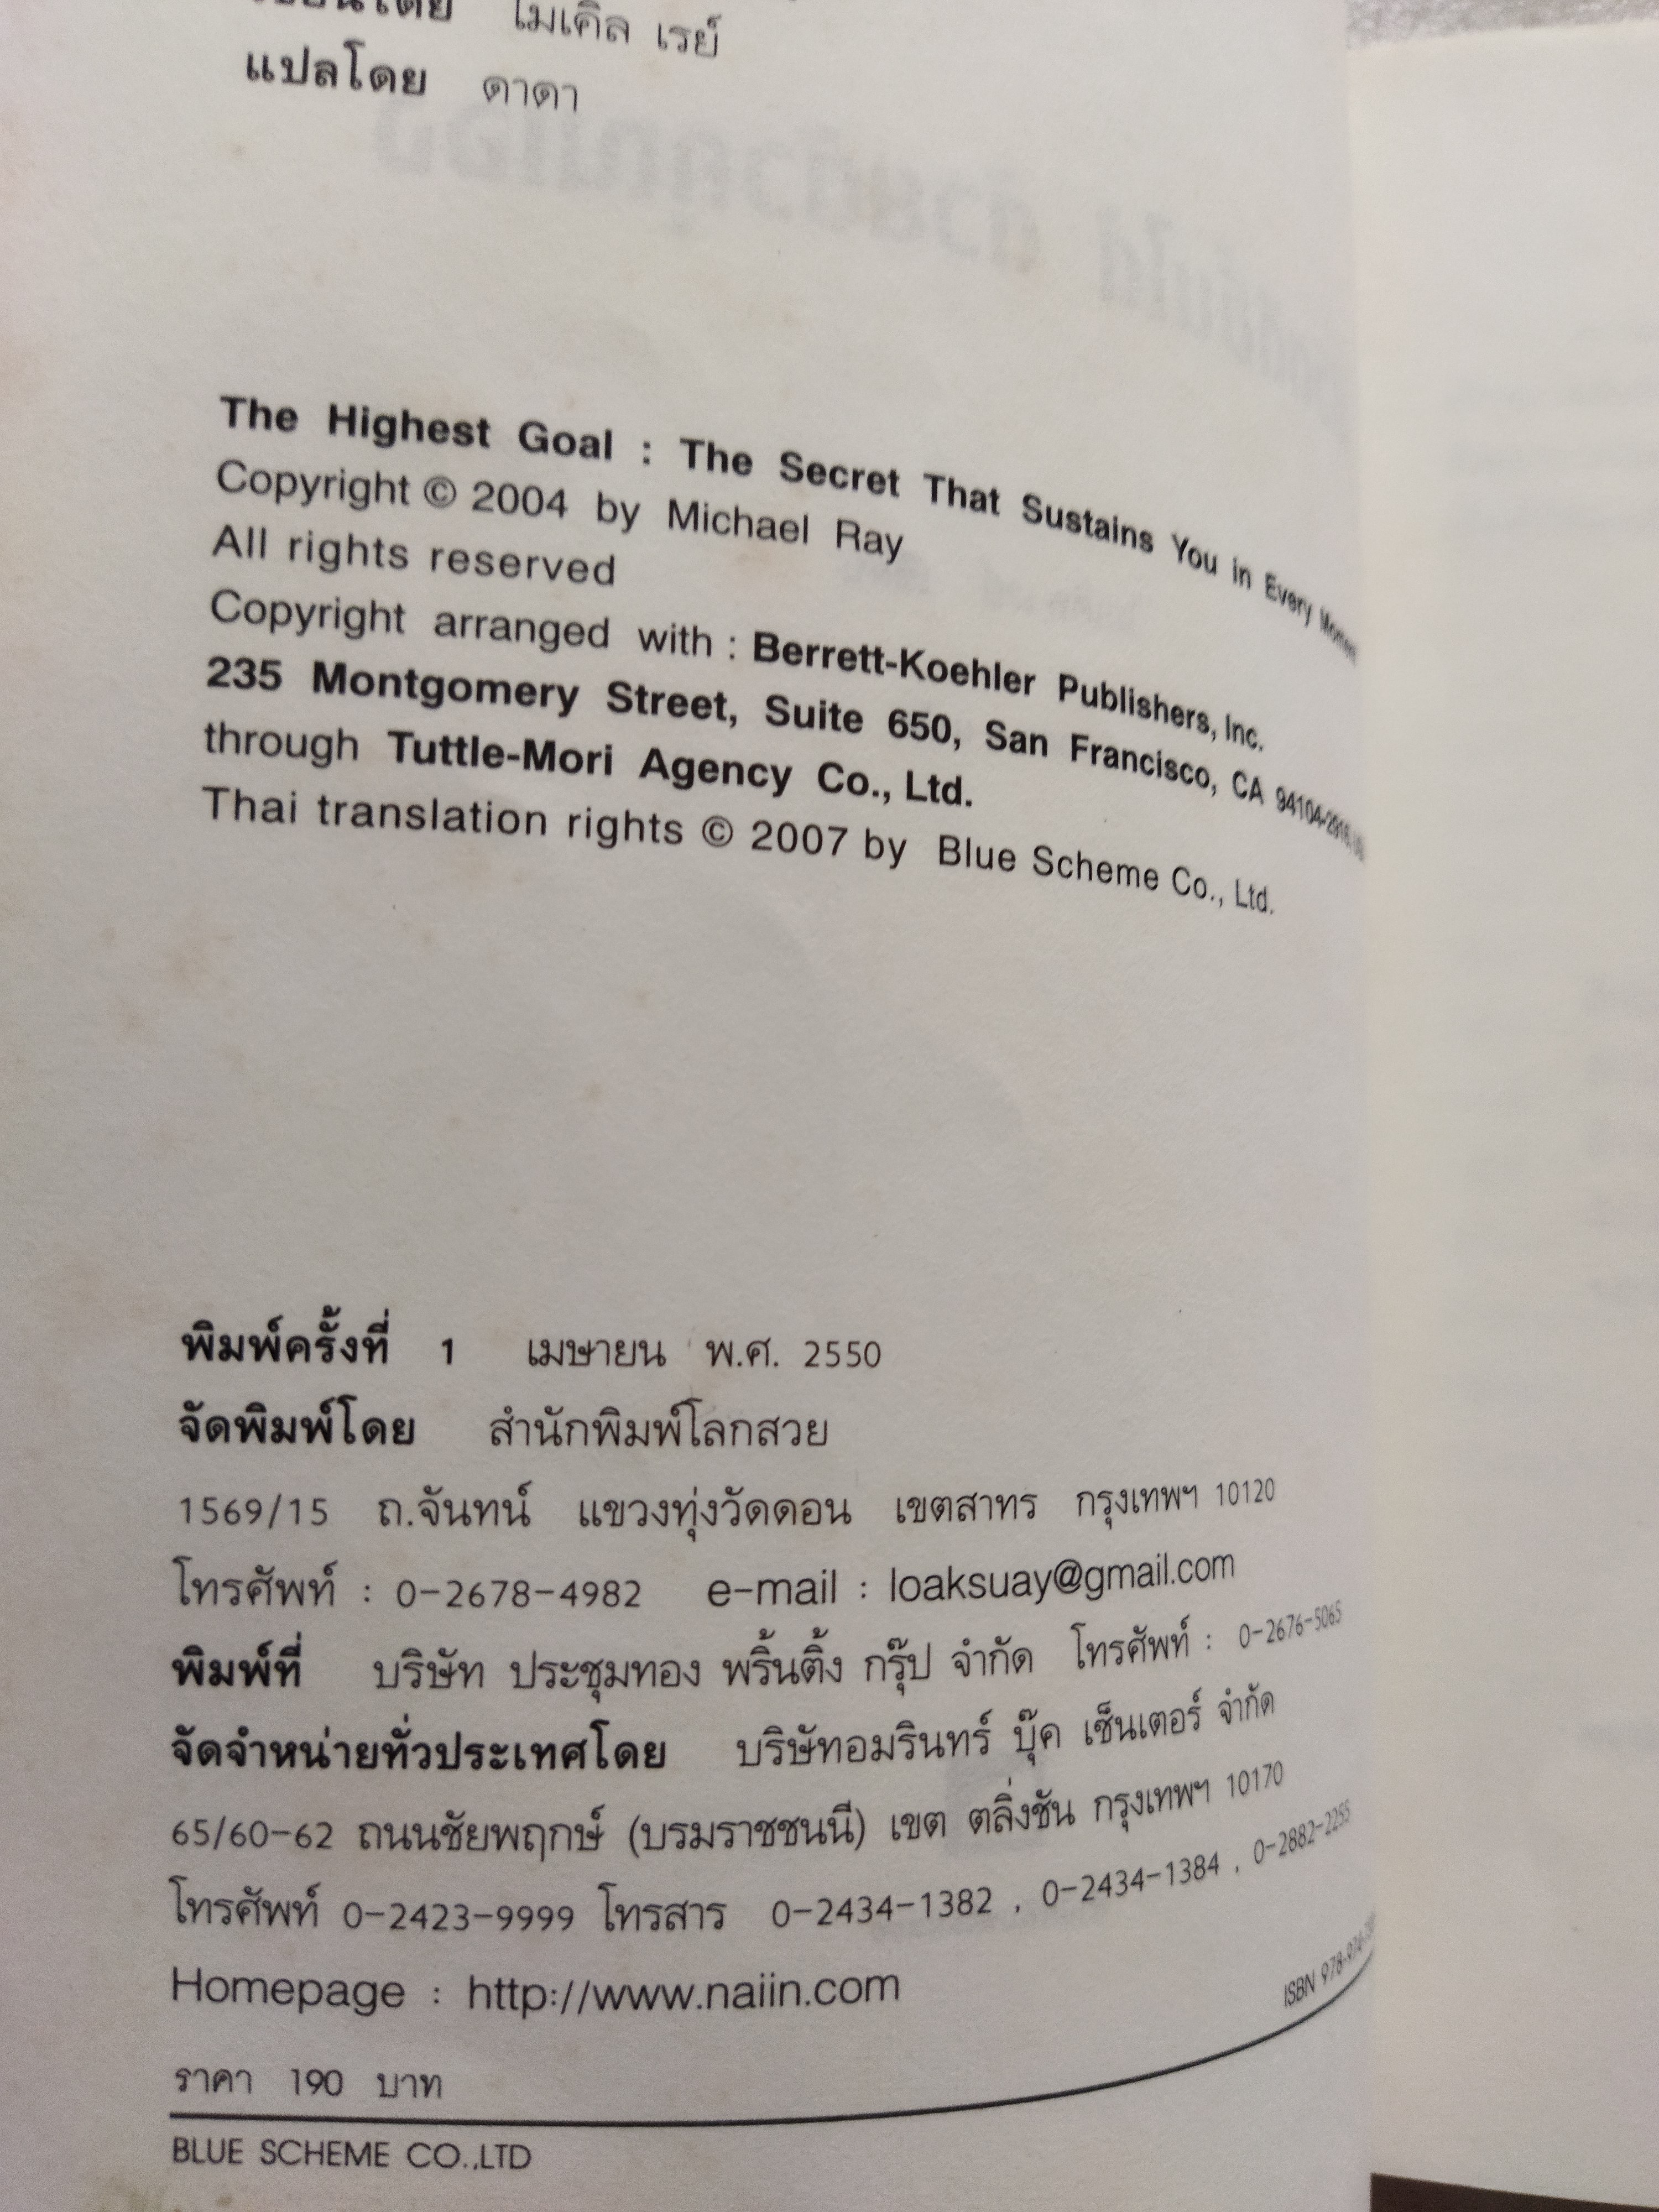 เขียนโดย ไมเคิล เรย์
แปลโดย ดาดา
The Highest Goal : The Secret That Sustains You in Every Moment
Copyright © 2004 by Michael Ray
All rights reserved
Copyright arranged with : Berrett-Koehler Publishers, Inc.
235 Montgomery Street, Suite 650, San Francisco, CA 94104-2916,
through Tuttle-Mori Agency Co., Ltd.
Thai translation rights © 2007 by Blue Scheme Co., Ltd.
พิมพ์ครั้งที่ 1 เมษายน พ.ศ. 2550
จัดพิมพ์โดย สำนักพิมพ์โลกสวย
1569/15 ถ.จันทน์ แขวงทุ่งวัดดอน เขตสาทร กรุงเทพฯ 10120
โทรศัพท์ : 0-2678-4982 e-mail : loaksuay@gmail.com
พิมพ์ที่ บริษัท ประชุมทอง พริ้นติ้ง กรุ๊ป จำกัด โทรศัพท์ : 0-2676-5065
จัดจำหน่ายทั่วประเทศโดย บริษัทอมรินทร์ บุ๊ค เซ็นเตอร์ จำกัด
65/60-62 ถนนชัยพฤกษ์ (บรมราชชนนี) เขต ตลิ่งชัน กรุงเทพฯ 10170
โทรศัพท์ 0-2423-9999 โทรสาร 0-2434-1382 , 0-2434-1384 , 0-2882-2255
Homepage : http://www.naiin.com
ISBN 978-974-
ราคา 190 บาท
BLUE SCHEME CO.,LTD